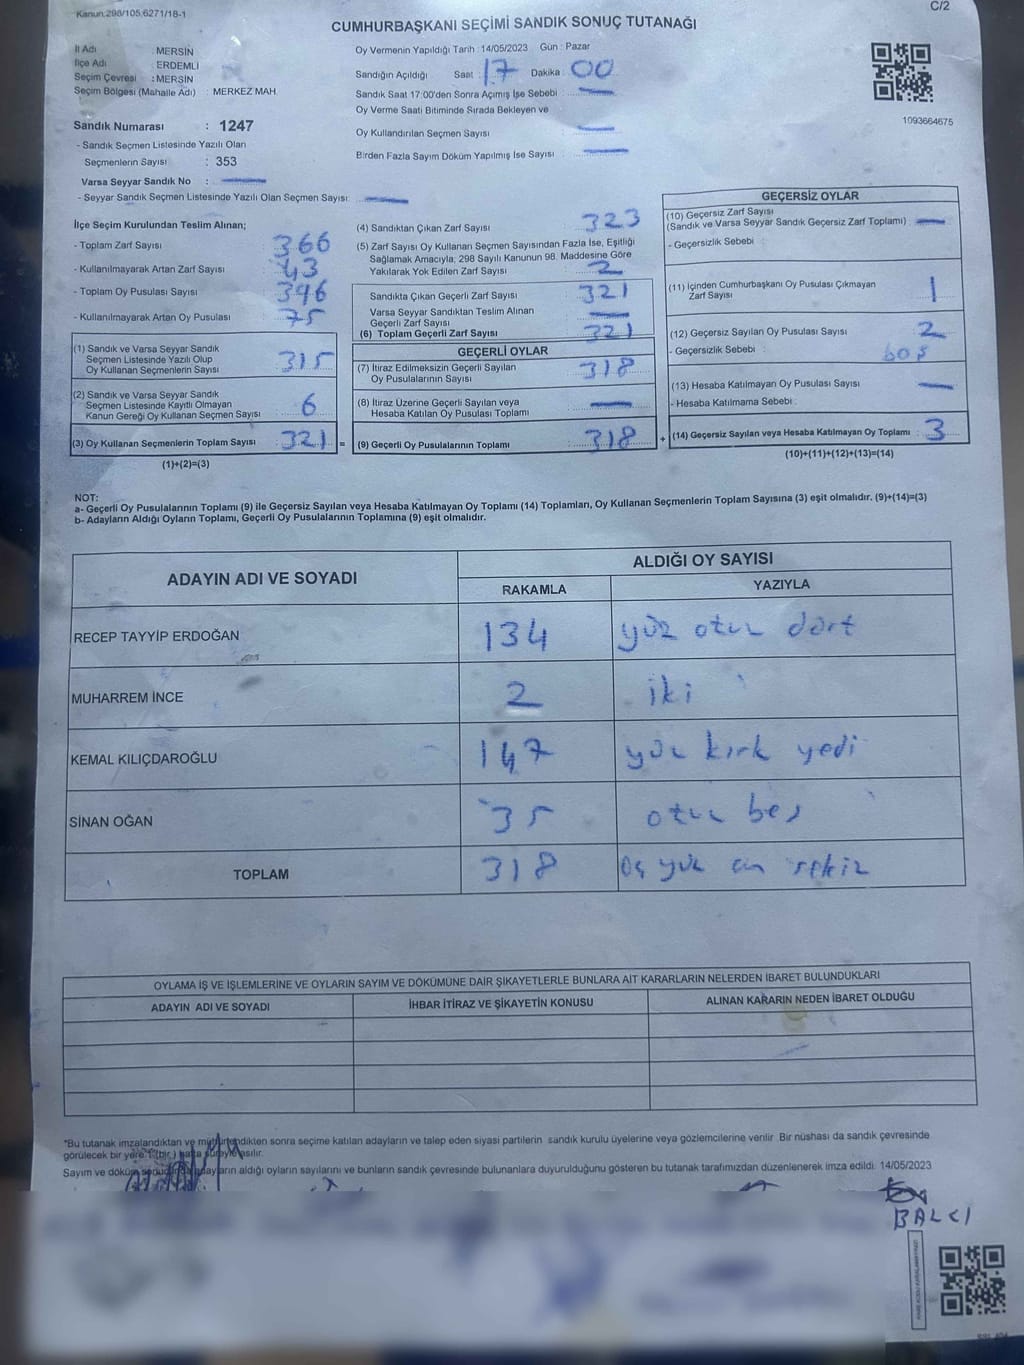 Kanun:298/105,6271/18-1
C/2
CUMHURBAŞKANI SEÇİMİ SANDIK SONUÇ TUTANAĞI
İl Adı MERSİN
İlçe Adı ERDEMLİ
Seçim Çevresi : MERSİN
Seçim Bölgesi (Mahalle Adı) : MERKEZ MAH.
Sandık Numarası : 1247
- Sandık Seçmen Listesinde Yazılı Olan
Seçmenlerin Sayısı : 353
Varsa Seyyar Sandık No :
- Seyyar Sandık Seçmen Listesinde Yazılı Olan Seçmen Sayısı:
Oy Vermenin Yapıldığı Tarih : 14/05/2023 Gün : Pazar
Sandığın Açıldığı Saat : 17 Dakika : 00
Sandık Saat 17:00'den Sonra Açımış İse Sebebi :
Oy Verme Saati Bitiminde Sırada Bekleyen ve
Oy Kullandırılan Seçmen Sayısı :
Birden Fazla Sayım Döküm Yapılmış İse Sayısı :
1093664675
İlçe Seçim Kurulundan Teslim Alınan;
- Toplam Zarf Sayısı : 366
- Kullanılmayarak Artan Zarf Sayısı : 43
- Toplam Oy Pusulası Sayısı : 396
- Kullanılmayarak Artan Oy Pusulası : 75
(1) Sandık ve Varsa Seyyar Sandık
Seçmen Listesinde Yazılı Olup
Oy Kullanan Seçmenlerin Sayısı : 315
(2) Sandık ve Varsa Seyyar Sandık
Seçmen Listesinde Kayıtlı Olmayan
Kanun Gereği Oy Kullanan Seçmen Sayısı : 6
(3) Oy Kullanan Seçmenlerin Toplam Sayısı : 321 =
(1)+(2)=(3)
(4) Sandıktan Çıkan Zarf Sayısı : 323
(5) Zarf Sayısı Oy Kullanan Seçmen Sayısından Fazla İse, Eşitliği
Sağlamak Amacıyla; 298 Sayılı Kanunun 98. Maddesine Göre
Yakılarak Yok Edilen Zarf Sayısı : 2
Sandıkta Çıkan Geçerli Zarf Sayısı : 321
Varsa Seyyar Sandıktan Teslim Alınan
Geçerli Zarf Sayısı :
(6) Toplam Geçerli Zarf Sayısı : 321
GEÇERLİ OYLAR
(7) İtiraz Edilmeksizin Geçerli Sayılan
Oy Pusulalarının Sayısı : 318
(8) İtiraz Üzerine Geçerli Sayılan veya
Hesaba Katılan Oy Pusulası Toplamı :
(9) Geçerli Oy Pusulalarının Toplamı : 318 +
GEÇERSİZ OYLAR
(10) Geçersiz Zarf Sayısı
(Sandık ve Varsa Seyyar Sandık Geçersiz Zarf Toplamı) :
- Geçersizlik Sebebi :
(11) İçinden Cumhurbaşkanı Oy Pusulası Çıkmayan
Zarf Sayısı : 1
(12) Geçersiz Sayılan Oy Pusulası Sayısı : 2
- Geçersizlik Sebebi : boş
(13) Hesaba Katılmayan Oy Pusulası Sayısı :
- Hesaba Katılmama Sebebi :
(14) Geçersiz Sayılan veya Hesaba Katılmayan Oy Toplamı : 3
(10)+(11)+(12)+(13)=(14)
NOT:
a- Geçerli Oy Pusulalarının Toplamı (9) ile Geçersiz Sayılan veya Hesaba Katılmayan Oy Toplamı (14) Toplamları, Oy Kullanan Seçmenlerin Toplam Sayısına (3) eşit olmalıdır. (9)+(14)=(3)
b- Adayların Aldığı Oyların Toplamı, Geçerli Oy Pusulalarının Toplamına (9) eşit olmalıdır.
ADAYIN ADI VE SOYADI ALDIĞI OY SAYISI
RAKAMLA YAZIYLA
RECEP TAYYİP ERDOĞAN 134 yüz otuz dört
MUHARREM İNCE 2 iki
KEMAL KILIÇDAROĞLU 147 yüz kırk yedi
SİNAN OĞAN 35 otuz beş
TOPLAM 318 üç yüz on sekiz
OYLAMA İŞ VE İŞLEMLERİNE VE OYLARIN SAYIM VE DÖKÜMÜNE DAİR ŞİKAYETLERLE BUNLARA AİT KARARLARIN NELERDEN İBARET BULUNDUKLARI
ADAYIN ADI VE SOYADI İHBAR İTİRAZ VE ŞİKAYETİN KONUSU ALINAN KARARIN NEDEN İBARET OLDUĞU
"Bu tutanak imzalandıktan ve mühürlendikten sonra seçime katılan adayların ve talep eden siyasi partilerin sandık kurulu üyelerine veya gözlemcilerine verilir. Bir nüshası da sandık çevresinde
görülecek bir yere 1 (bir) hafta süreyle asılır.
Sayım ve döküm sonucunda adayların aldığı oyların sayılarını ve bunların sandık çevresinde bulunanlara duyurulduğunu gösteren bu tutanak tarafımızdan düzenlenerek imza edildi. 14/05/2023
BALCI